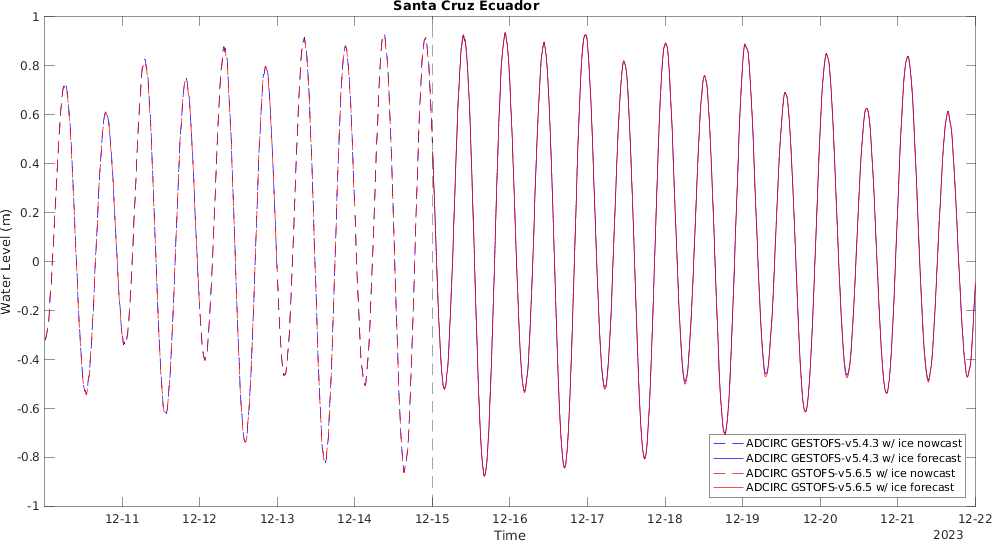 Santa Cruz Ecuador
Water Level (m)
1
0.8
0.6
0.4
0.2
0
-0.2
-0.4
-0.6
-0.8
-1
ADCIRC GESTOFS-v5.4.3 w/ ice nowcast
ADCIRC GESTOFS-v5.4.3 w/ ice forecast
ADCIRC GSTOFS-v5.6.5 w/ ice nowcast
ADCIRC GSTOFS-v5.6.5 w/ ice forecast
12-11 12-12 12-13 12-14 12-15 12-16 12-17 12-18 12-19 12-20 12-21 12-22
Time
2023